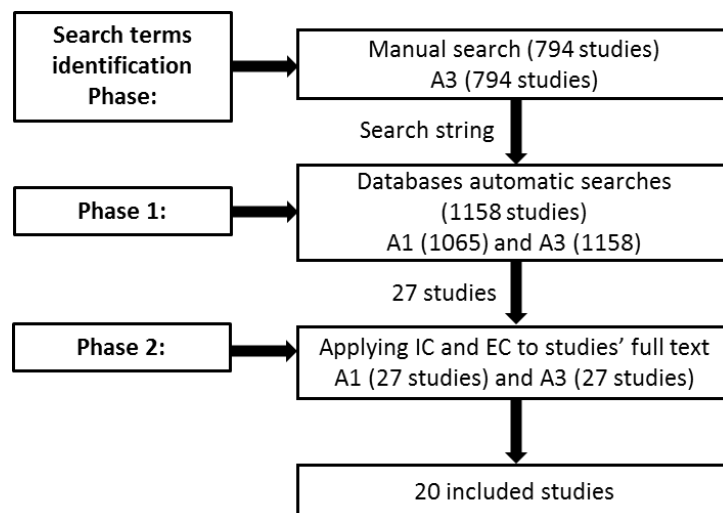 Search terms
identification
Phase:
Manual search (794 studies)
A3 (794 studies)
Search string
Phase 1:
Databases automatic searches
(1158 studies)
A1 (1065) and A3 (1158)
27 studies
Phase 2:
Applying IC and EC to studies’ full text
A1 (27 studies) and A3 (27 studies)
20 included studies